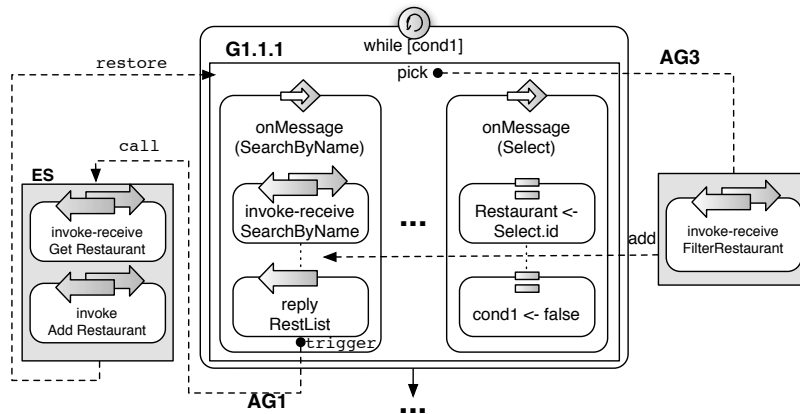 while [cond1]
G1.1.1
restore
pick
AG3
onMessage
(SearchByName)
onMessage
(Select)
call
ES
invoke-receive
Get Restaurant
invoke
Add Restaurant
invoke-receive
SearchByName
...
Restaurant <-
Select.id
add
invoke-receive
FilterRestaurant
reply
RestList
cond1 <- false
trigger
AG1
...